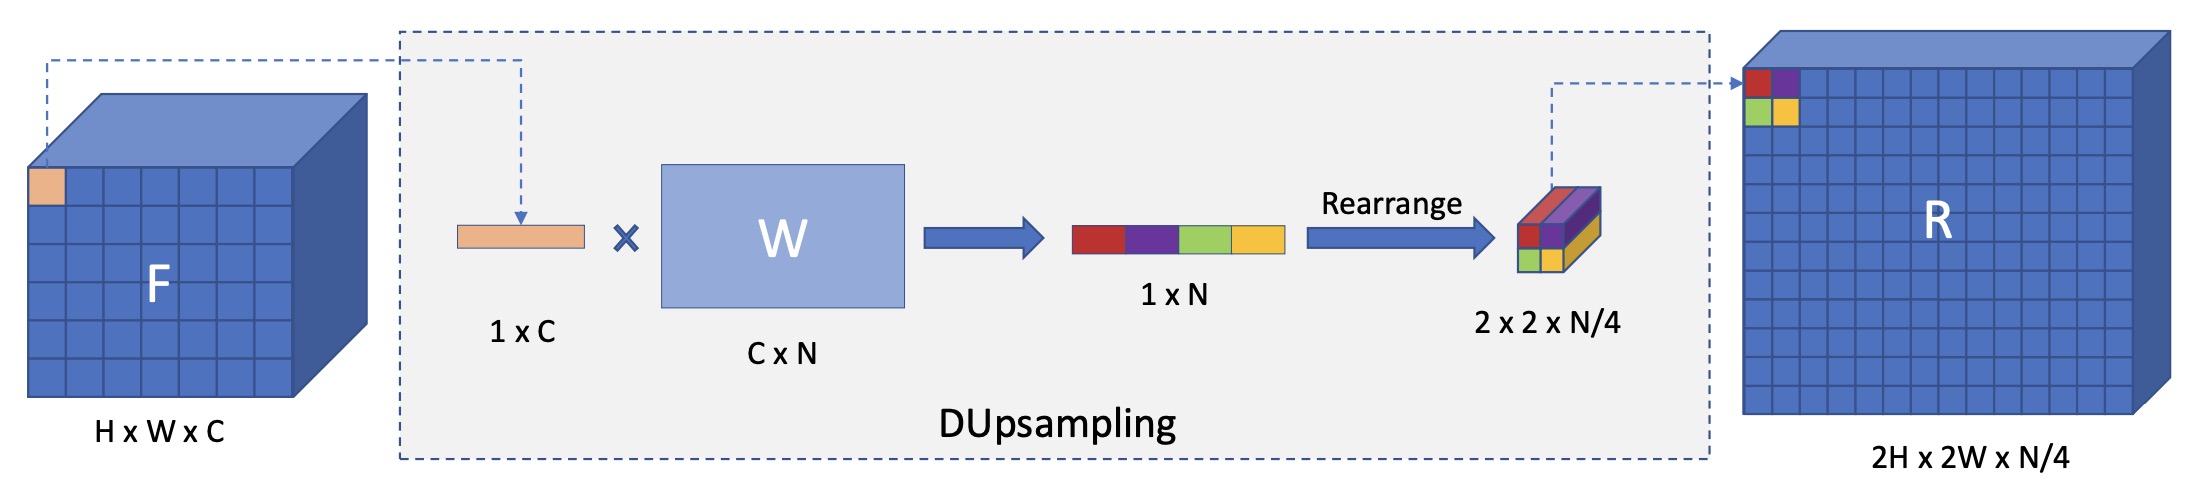 F
H x W x C
1 x C
W
C x N
1 x N
Rearrange
2 x 2 x N/4
DUpsampling
R
2H x 2W x N/4